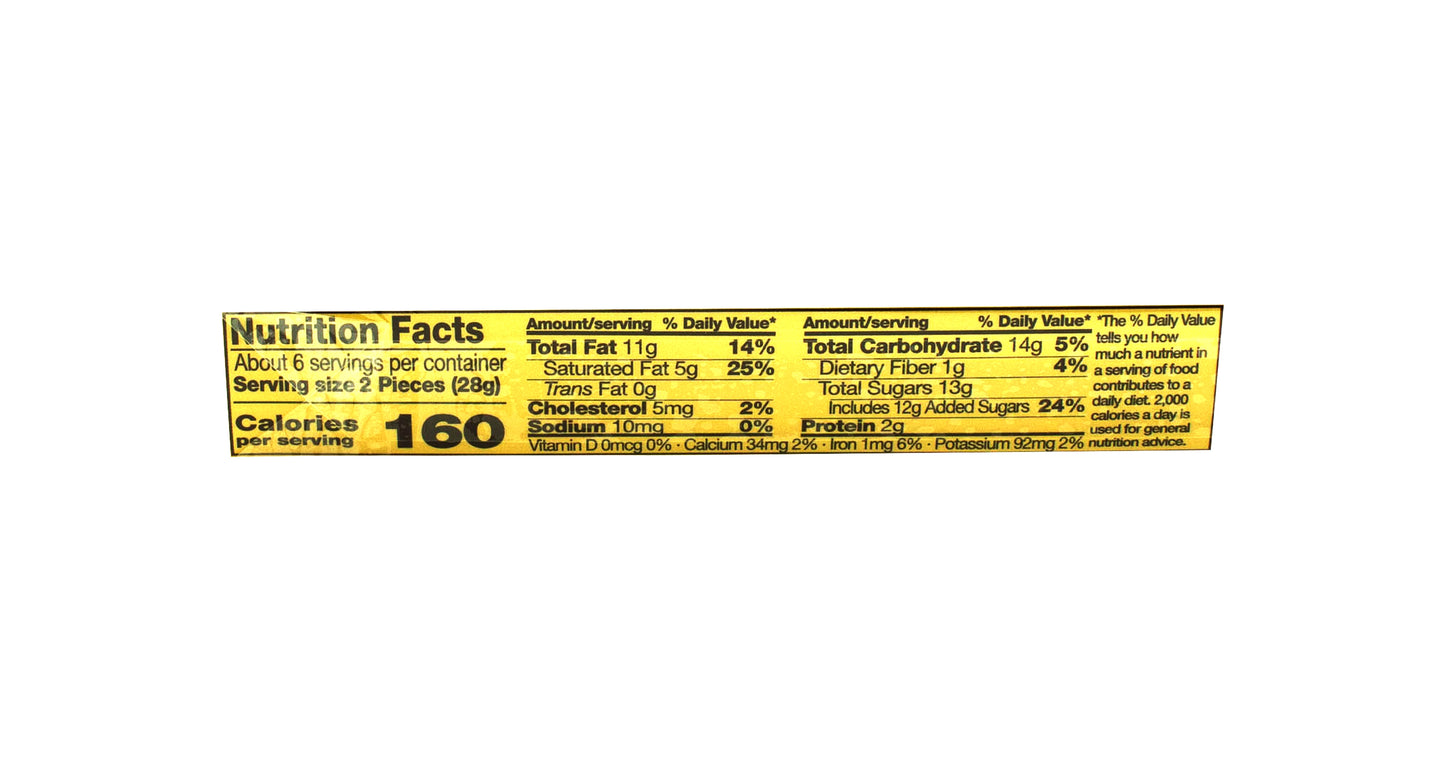 Nutrition Facts
About 6 servings per container
Serving size 2 Pieces (28g)
Calories
per serving
160
Amount/serving % Daily Value*
Total Fat 11g 14%
Saturated Fat 5g 25%
Trans Fat 0g
Cholesterol 5mg 2%
Sodium 10mg 0%
Amount/serving % Daily Value*
Total Carbohydrate 14g 5%
Dietary Fiber 1g 4%
Total Sugars 13g
Includes 12g Added Sugars 24%
Protein 2g
Vitamin D 0mcg 0% · Calcium 34mg 2% · Iron 1mg 6% · Potassium 92mg 2%
*The % Daily Value
tells you how
much a nutrient in
a serving of food
contributes to a
daily diet. 2,000
calories a day is
used for general
nutrition advice.